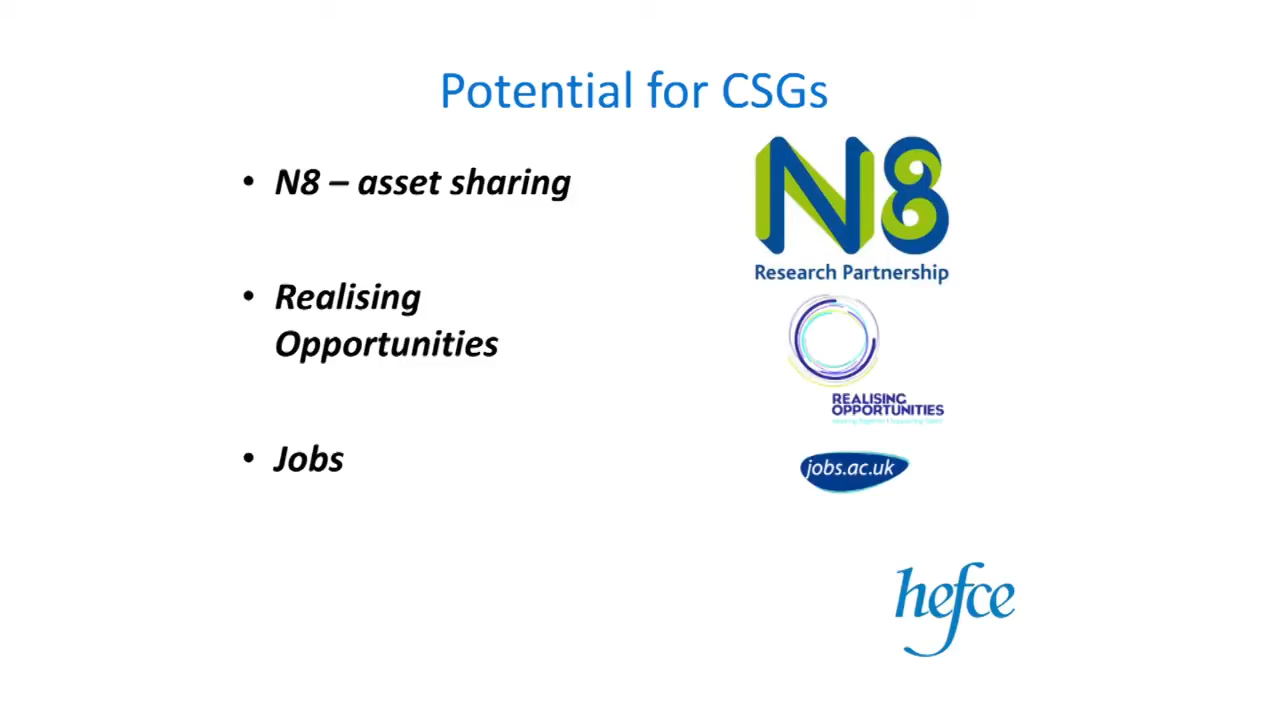 Potential for CSGs
• N8 – asset sharing
N8
Research Partnership
• Realising
Opportunities
REALISING
OPPORTUNITIES
• Jobs
jobs.ac.uk
hefce